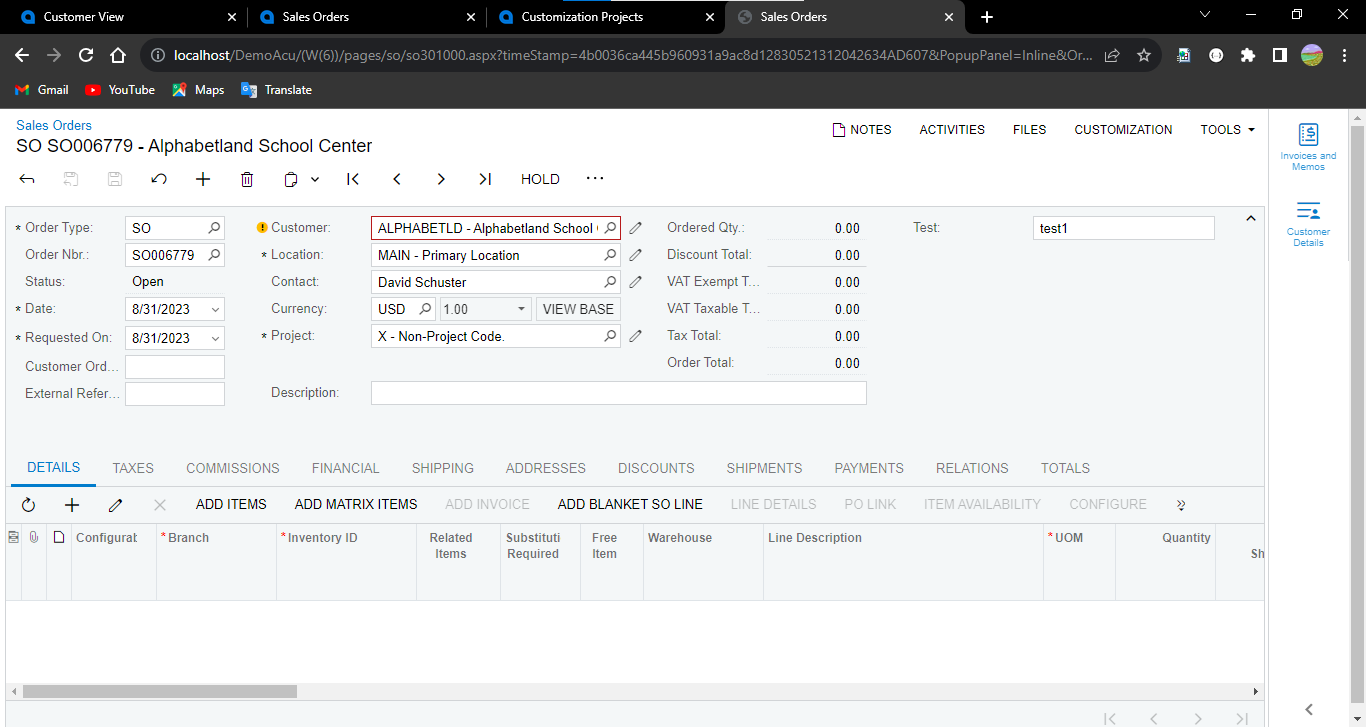 Customer View
Sales Orders
Customization Projects
Sales Orders
localhost/DemoAcu/(W(6))/pages/so/so301000.aspx?timeStamp=4b0036ca445b960931a9ac8d12830521312042634AD607&PopupPanel=Inline&Or...
Gmail
YouTube
Maps
Translate
Sales Orders
SO SO006779 - Alphabetland School Center
NOTES
ACTIVITIES
FILES
CUSTOMIZATION
TOOLS
HOLD
Invoices and
Memos
Customer
Details
* Order Type: SO
Order Nbr.: SO006779
Status: Open
* Date: 8/31/2023
* Requested On: 8/31/2023
Customer Ord...
External Refer...
Customer: ALPHABETLD - Alphabetland School
* Location: MAIN - Primary Location
Contact: David Schuster
Currency: USD 1.00 VIEW BASE
* Project: X - Non-Project Code.
Description:
Ordered Qty.: 0.00
Discount Total: 0.00
VAT Exempt T... 0.00
VAT Taxable T... 0.00
Tax Total: 0.00
Order Total: 0.00
Test: test1
DETAILS TAXES COMMISSIONS FINANCIAL SHIPPING ADDRESSES DISCOUNTS SHIPMENTS PAYMENTS RELATIONS TOTALS
ADD ITEMS ADD MATRIX ITEMS ADD INVOICE ADD BLANKET SO LINE LINE DETAILS PO LINK ITEM AVAILABILITY CONFIGURE
Configurat
* Branch
* Inventory ID
Related
Items
Substituti
Required
Free
Item
Warehouse
Line Description
* UOM
Quantity
Sh